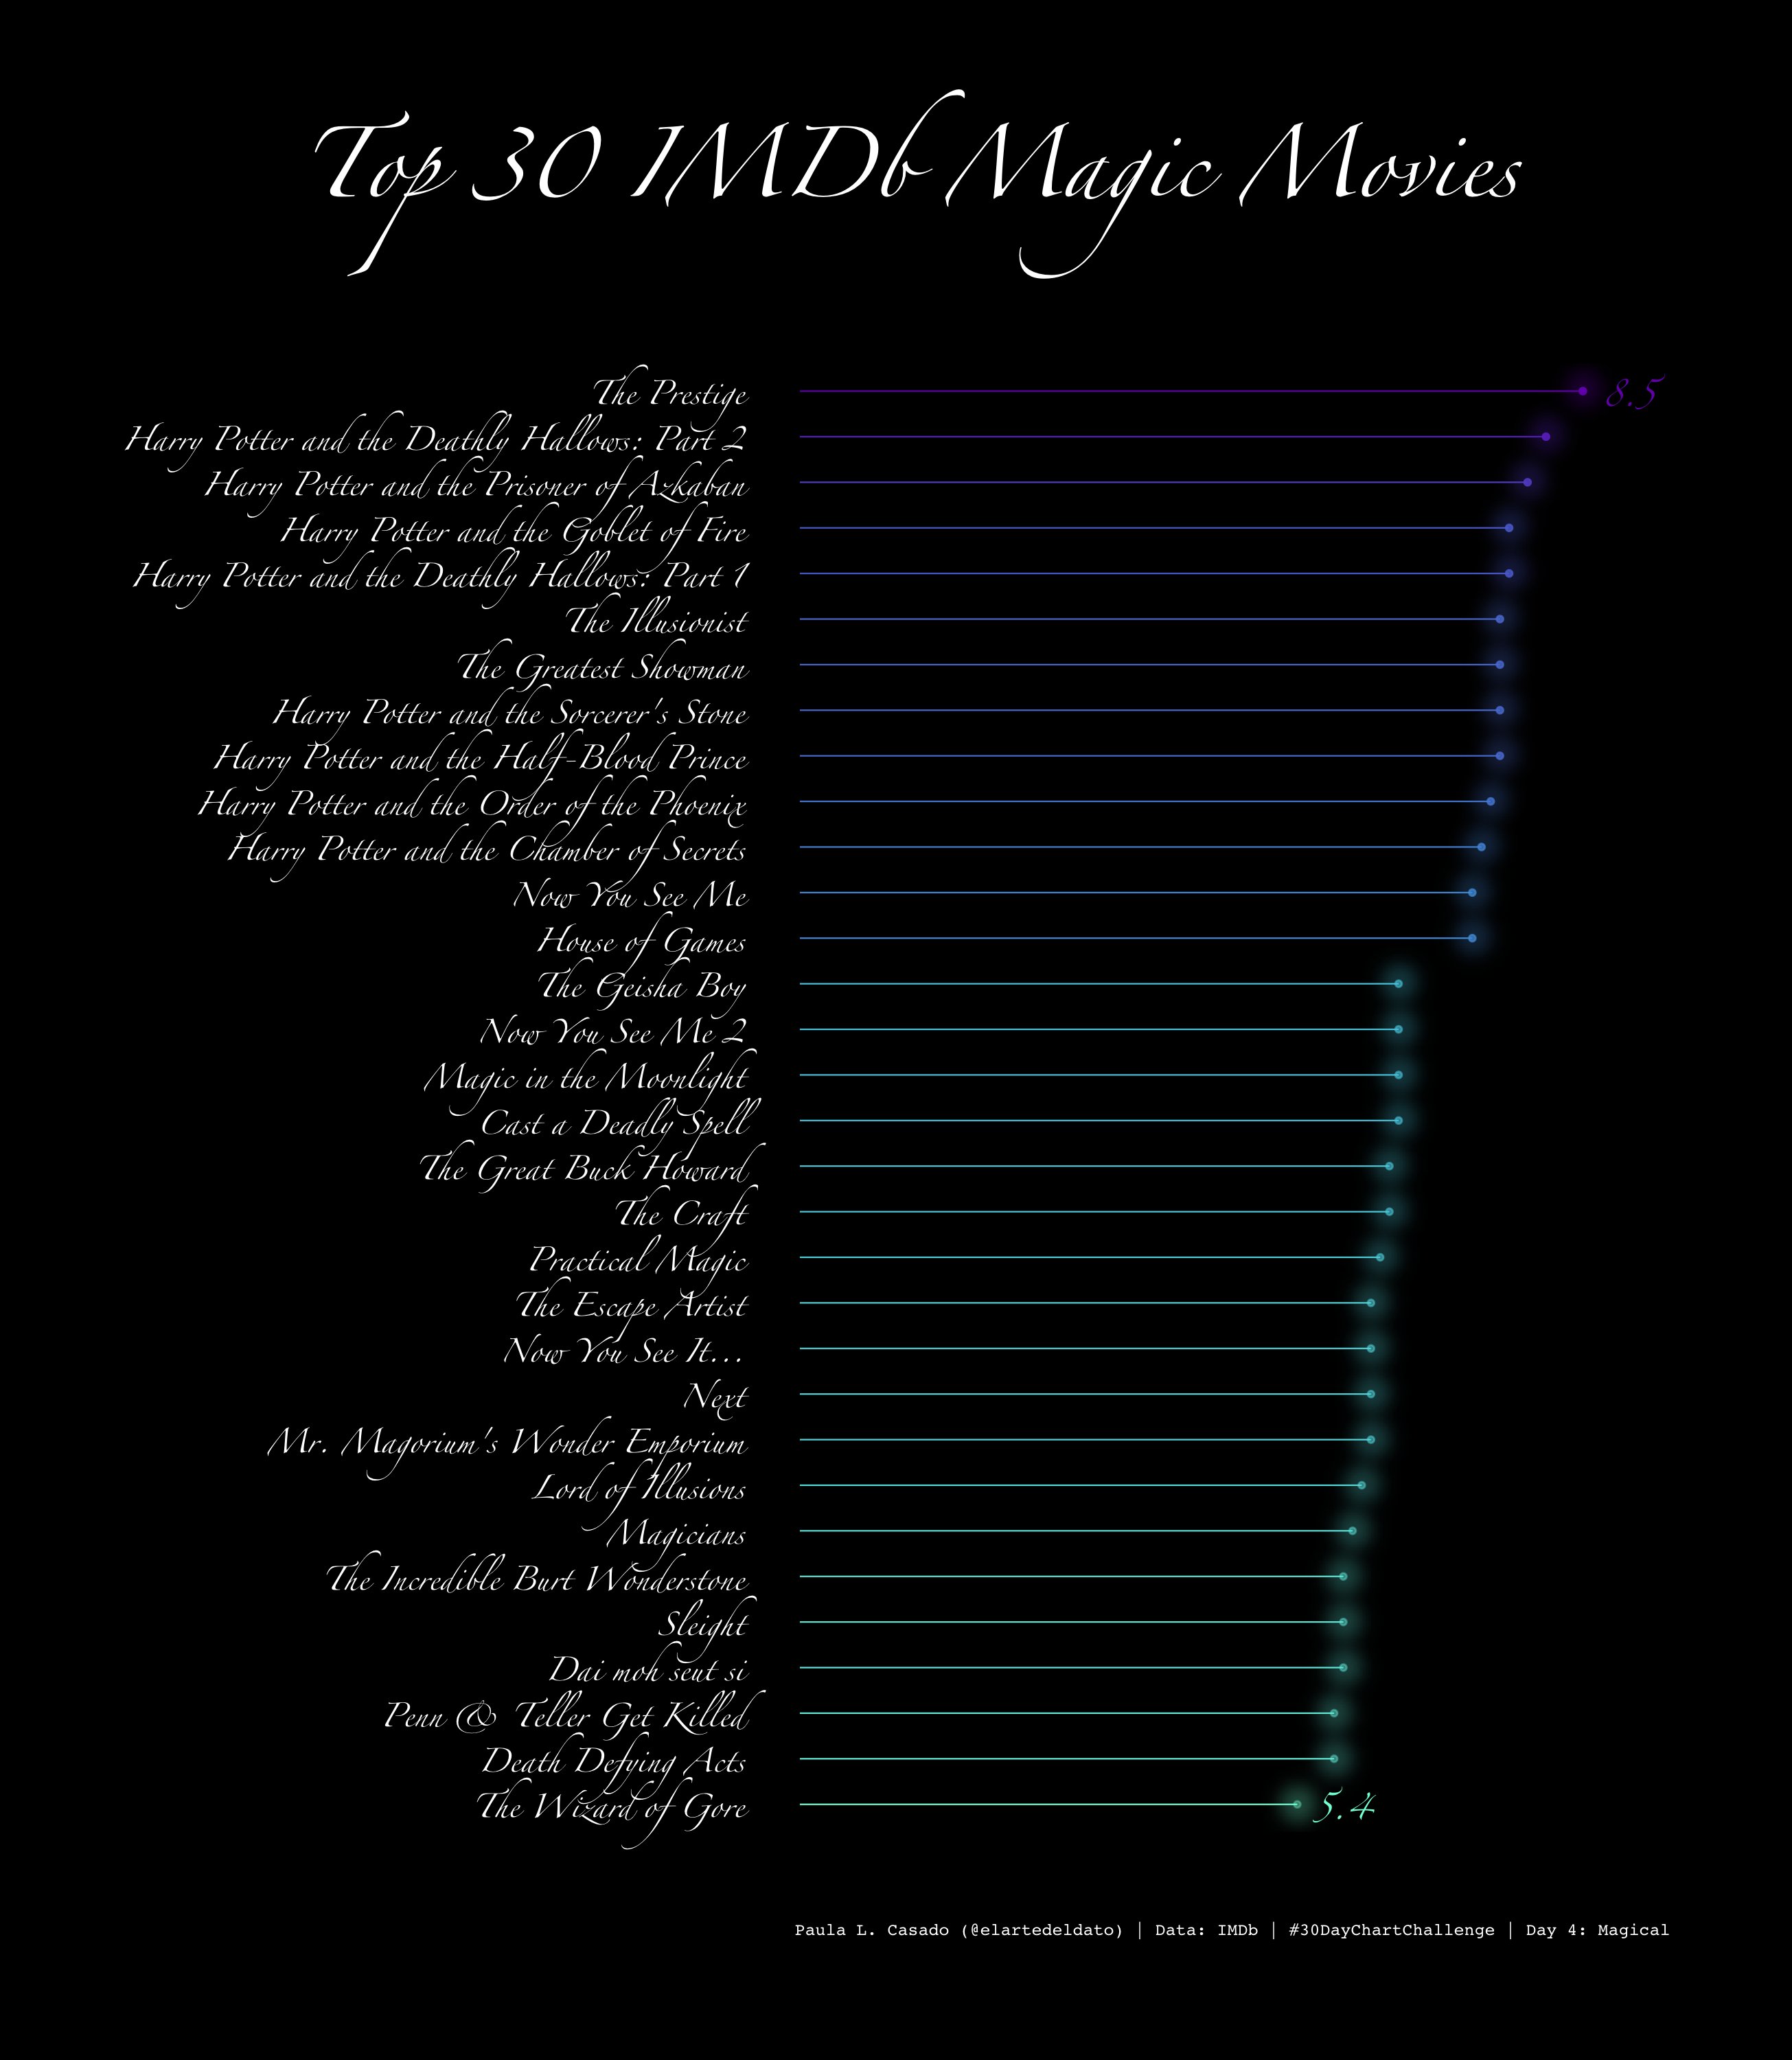 Top 30 IMDb Magic Movies
The Prestige 8.5
Harry Potter and the Deathly Hallows: Part 2
Harry Potter and the Prisoner of Azkaban
Harry Potter and the Goblet of Fire
Harry Potter and the Deathly Hallows: Part 1
The Illusionist
The Greatest Showman
Harry Potter and the Sorcerer's Stone
Harry Potter and the Half-Blood Prince
Harry Potter and the Order of the Phoenix
Harry Potter and the Chamber of Secrets
Now You See Me
House of Games
The Geisha Boy
Now You See Me 2
Magic in the Moonlight
Cast a Deadly Spell
The Great Buck Howard
The Craft
Practical Magic
The Escape Artist
Now You See It...
Next
Mr. Magorium's Wonder Emporium
Lord of Illusions
Magicians
The Incredible Burt Wonderstone
Sleight
Dai moh seut si
Penn & Teller Get Killed
Death Defying Acts
The Wizard of Gore 5.4
Paula L. Casado (@elartedeldato) | Data: IMDb | #30DayChartChallenge | Day 4: Magical